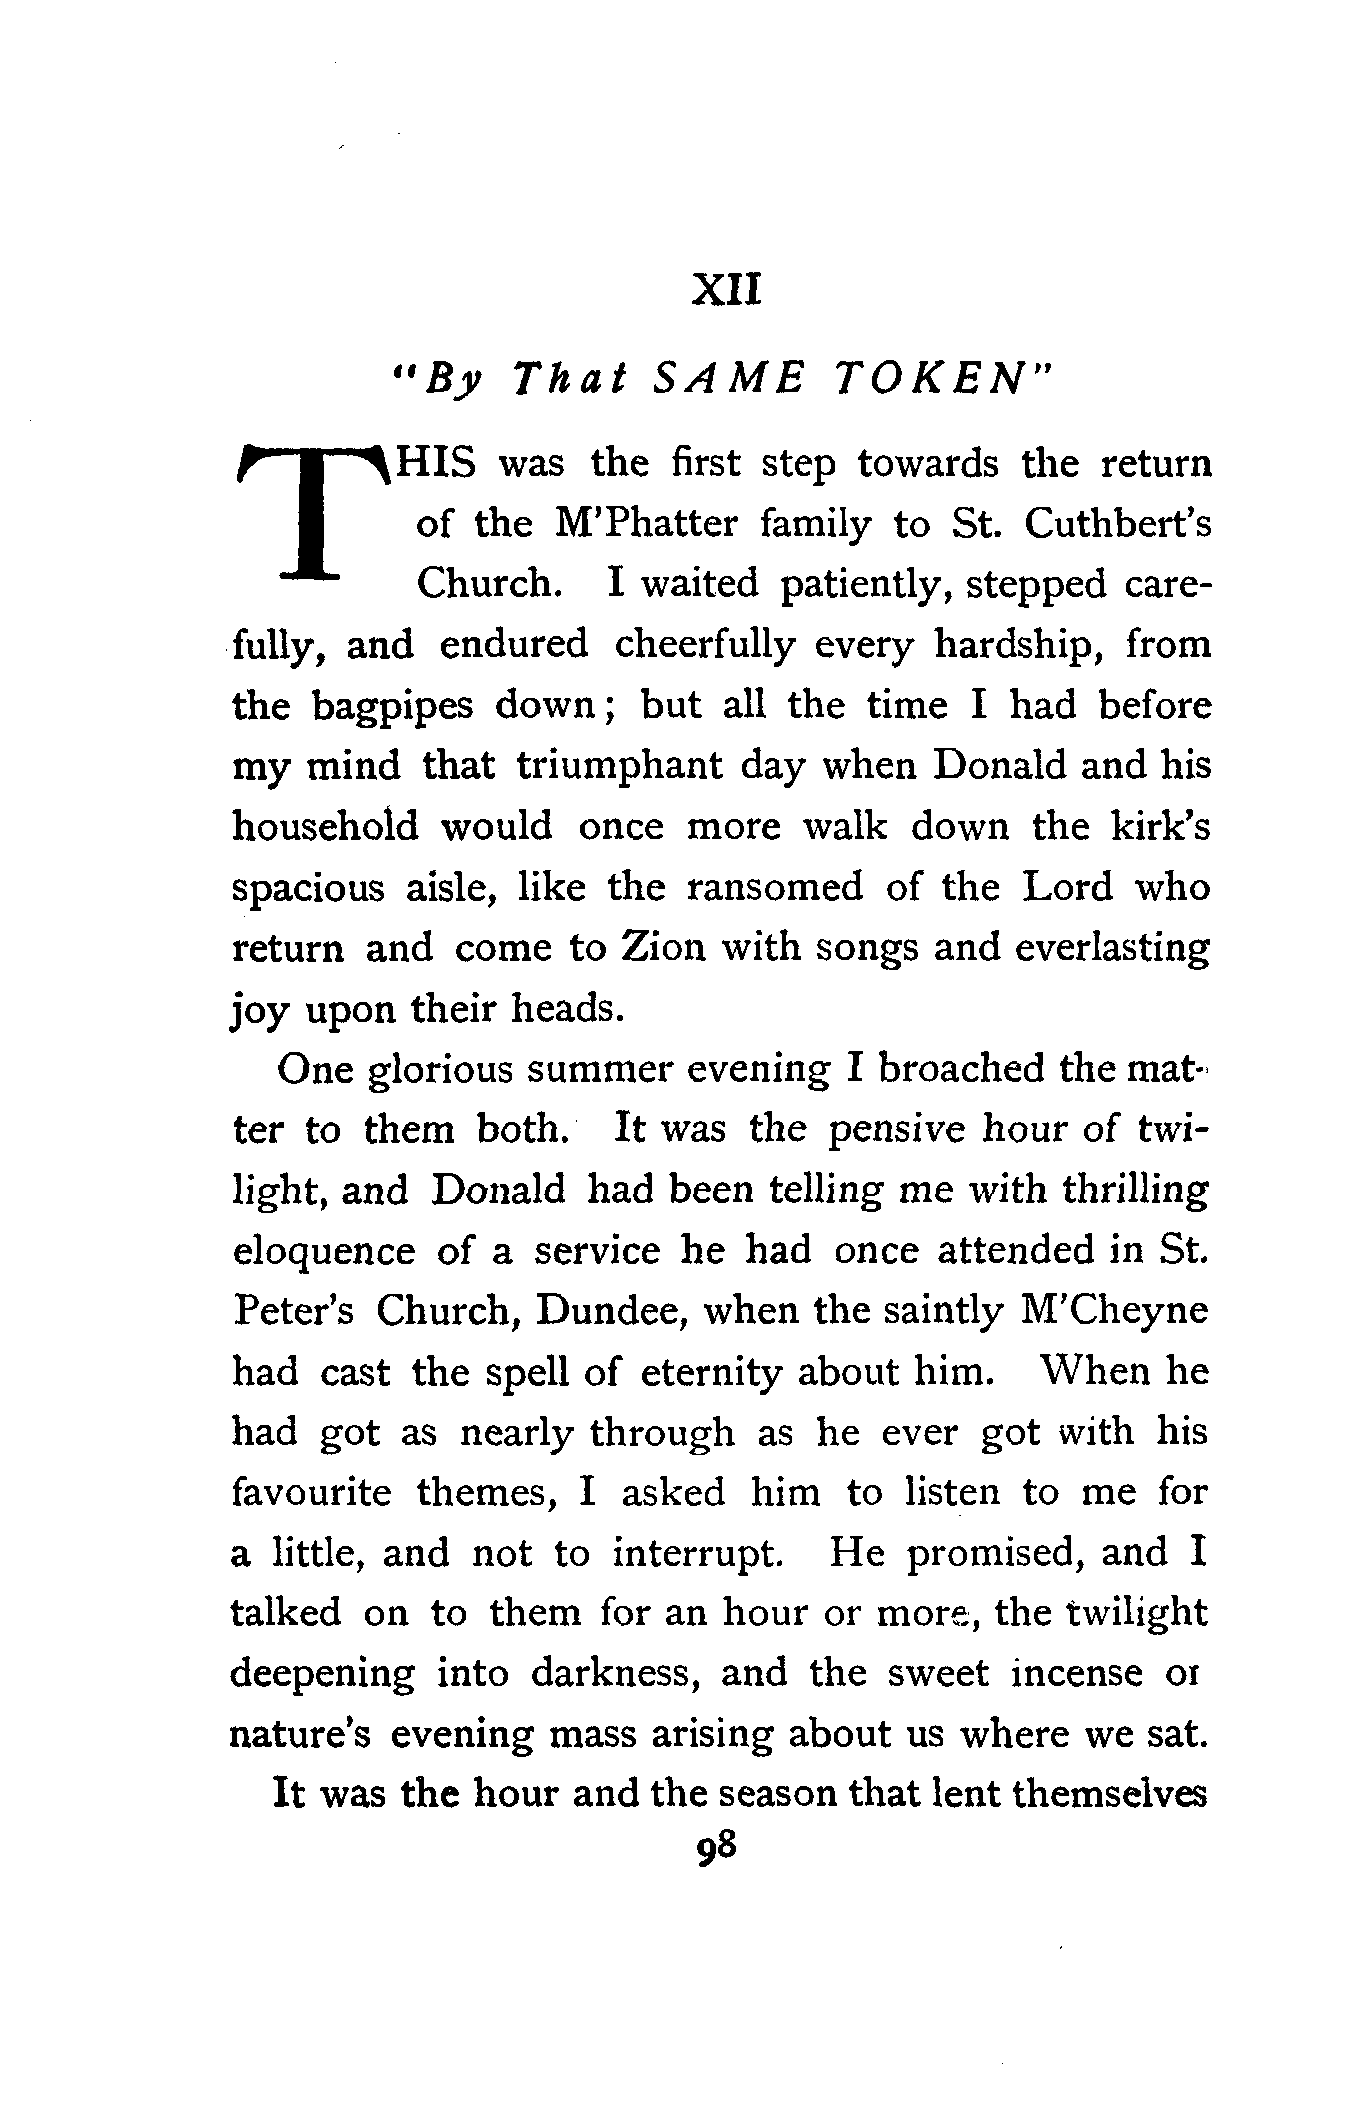 XII
"By That SAME TOKEN"
THIS was the first step towards the return
of the M'Phatter family to St. Cuthbert's
Church. I waited patiently, stepped care-
fully, and endured cheerfully every hardship, from
the bagpipes down; but all the time I had before
my mind that triumphant day when Donald and his
household would once more walk down the kirk's
spacious aisle, like the ransomed of the Lord who
return and come to Zion with songs and everlasting
joy upon their heads.
One glorious summer evening I broached the mat-
ter to them both. It was the pensive hour of twi-
light, and Donald had been telling me with thrilling
eloquence of a service he had once attended in St.
Peter's Church, Dundee, when the saintly M'Cheyne
had cast the spell of eternity about him. When he
had got as nearly through as he ever got with his
favourite themes, I asked him to listen to me for
a little, and not to interrupt. He promised, and I
talked on to them for an hour or more, the twilight
deepening into darkness, and the sweet incense of
nature's evening mass arising about us where we sat.
It was the hour and the season that lent themselves
98